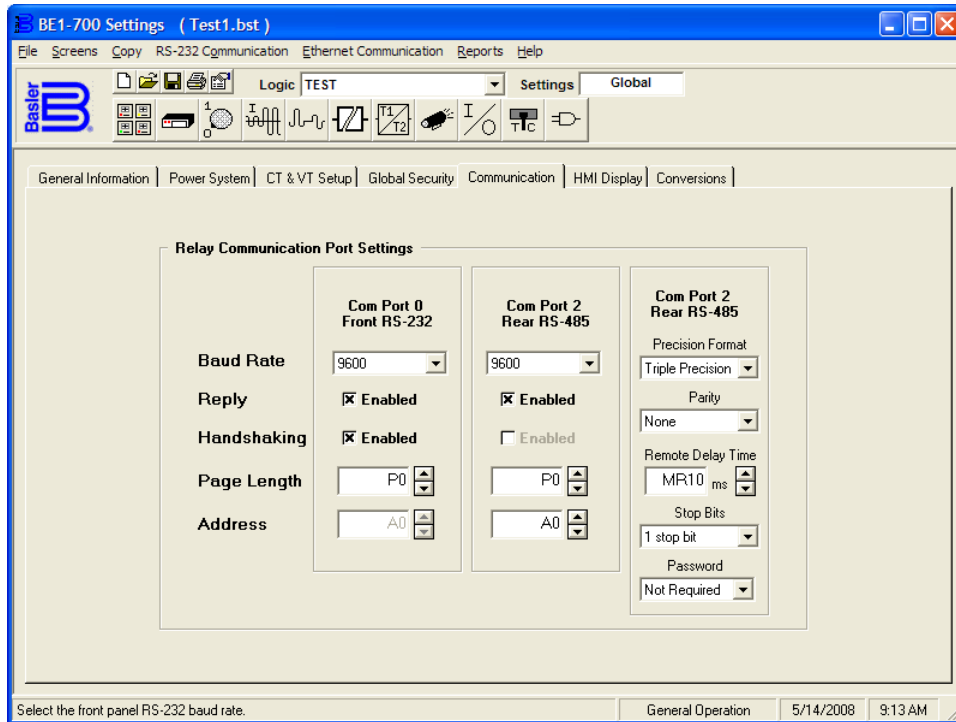 BE1-700 Settings   ( Test1.bst )
File Screens Copy RS-232 Communication Ethernet Communication Reports Help
Basler
Logic TEST Settings Global
1
0
I
T1
T2
I
O
T C
General Information Power System CT & VT Setup Global Security Communication HMI Display Conversions
Relay Communication Port Settings
Com Port 0
Front RS-232
Com Port 2
Rear RS-485
Com Port 2
Rear RS-485
Baud Rate 9600 9600
Reply Enabled Enabled
Handshaking Enabled Enabled
Page Length P0 P0
Address A0 A0
Precision Format
Triple Precision
Parity
None
Remote Delay Time
MR10 ms
Stop Bits
1 stop bit
Password
Not Required
Select the front panel RS-232 baud rate. General Operation 5/14/2008 9:13 AM